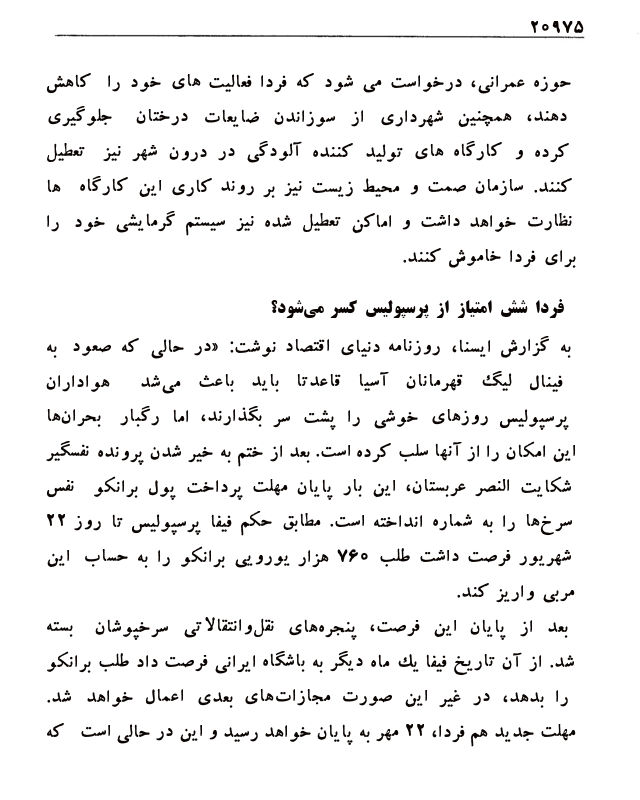 ۲۰۹۷۵
حوزه عمرانی، درخواست می شود که فردا فعالیت های خود را کاهش
دهند، همچنین شهرداری از سوزاندن ضایعات درختان جلوگیری
کرده و کارگاه های تولید کننده آلودگی در درون شهر نیز تعطیل
کنند. سازمان صمت و محیط زیست نیز بر روند کاری این کارگاه ها
نظارت خواهد داشت و اماکن تعطیل شده نیز سیستم گرمایشی خود را
برای فردا خاموش کنند.
فردا شش امتیاز از پرسپولیس کسر می‌شود؟
به گزارش ایسنا، روزنامه دنیای اقتصاد نوشت: «در حالی که صعود به
فینال لیگ قهرمانان آسیا قاعدتا باید باعث می‌شد هواداران
پرسپولیس روزهای خوشی را پشت سر بگذارند، اما رگبار بحران‌ها
این امکان را از آنها سلب کرده است. بعد از ختم به خیر شدن پرونده نفسگیر
شکایت النصر عربستان، این بار پایان مهلت پرداخت پول برانکو نفس
سرخ‌ها را به شماره انداخته است. مطابق حکم فیفا پرسپولیس تا روز ۲۲
شهریور فرصت داشت طلب ۷۶۰ هزار یورویی برانکو را به حساب این
مربی واریز کند.
بعد از پایان این فرصت، پنجره‌های نقل‌وانتقالاتی سرخپوشان بسته
شد. از آن تاریخ فیفا یك ماه دیگر به باشگاه ایرانی فرصت داد طلب برانکو
را بدهد، در غیر این صورت مجازات‌های بعدی اعمال خواهد شد.
مهلت جدید هم فردا، ۲۲ مهر به پایان خواهد رسید و این در حالی است که